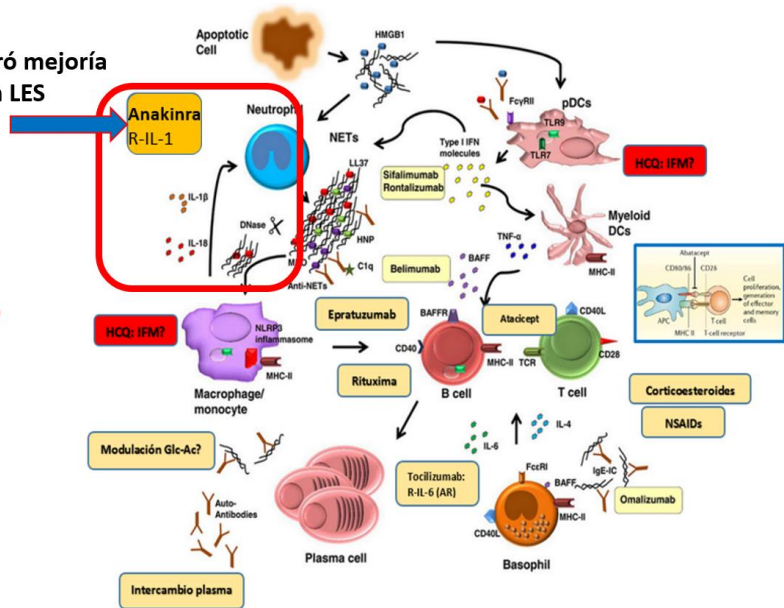 Apoptotic
Cell
HMGB1
ró mejoría
LES
Anakinra
R-IL-1
Neutrophil
NETs
FcγRII
pDCs
TLR9
TLR7
Type I IFN
molecules
HCQ: IFM?
LL37
Sifalimumab
Rontalizumab
IL-1β
IL-18
DNase
HNP
C1q
Anti-NETs
Myeloid
DCs
TNF-α
MHC-II
BAFF
Belimumab
Abatacept
CD80/86
CD28
APC
T cell
MHC II
T-cell receptor
Cell
proliferation,
generation
of effector
and memory
cells
HCQ: IFM?
NLRP3
inflammasome
MHC-II
Macrophage/
monocyte
Epratuzumab
BAFFR
Atacicept
CD40L
CD40
MHC-II
TCR
CD28
B cell
T cell
Rituxima
Corticoesteroides
NSAIDs
Modulación Glc-Ac?
IL-6
IL-4
Tocilizumab:
R-IL-6 (AR)
FcεRI
BAFF
IgE-IC
Omalizumab
MHC-II
CD40L
Auto-
Antibodies
Plasma cell
Basophil
Intercambio plasma